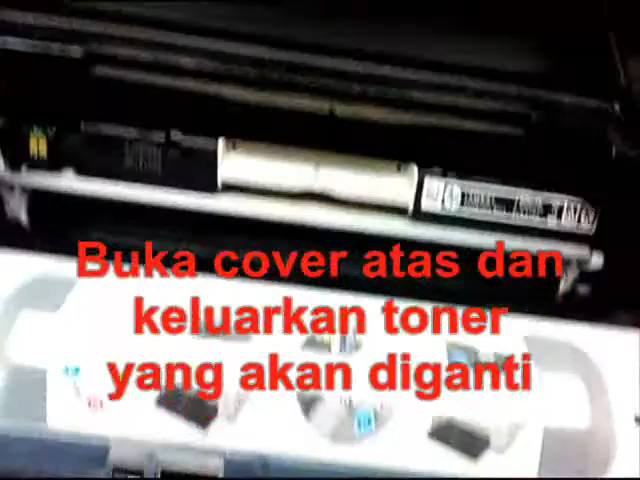 Buka cover atas dan
keluarkan toner
yang akan diganti